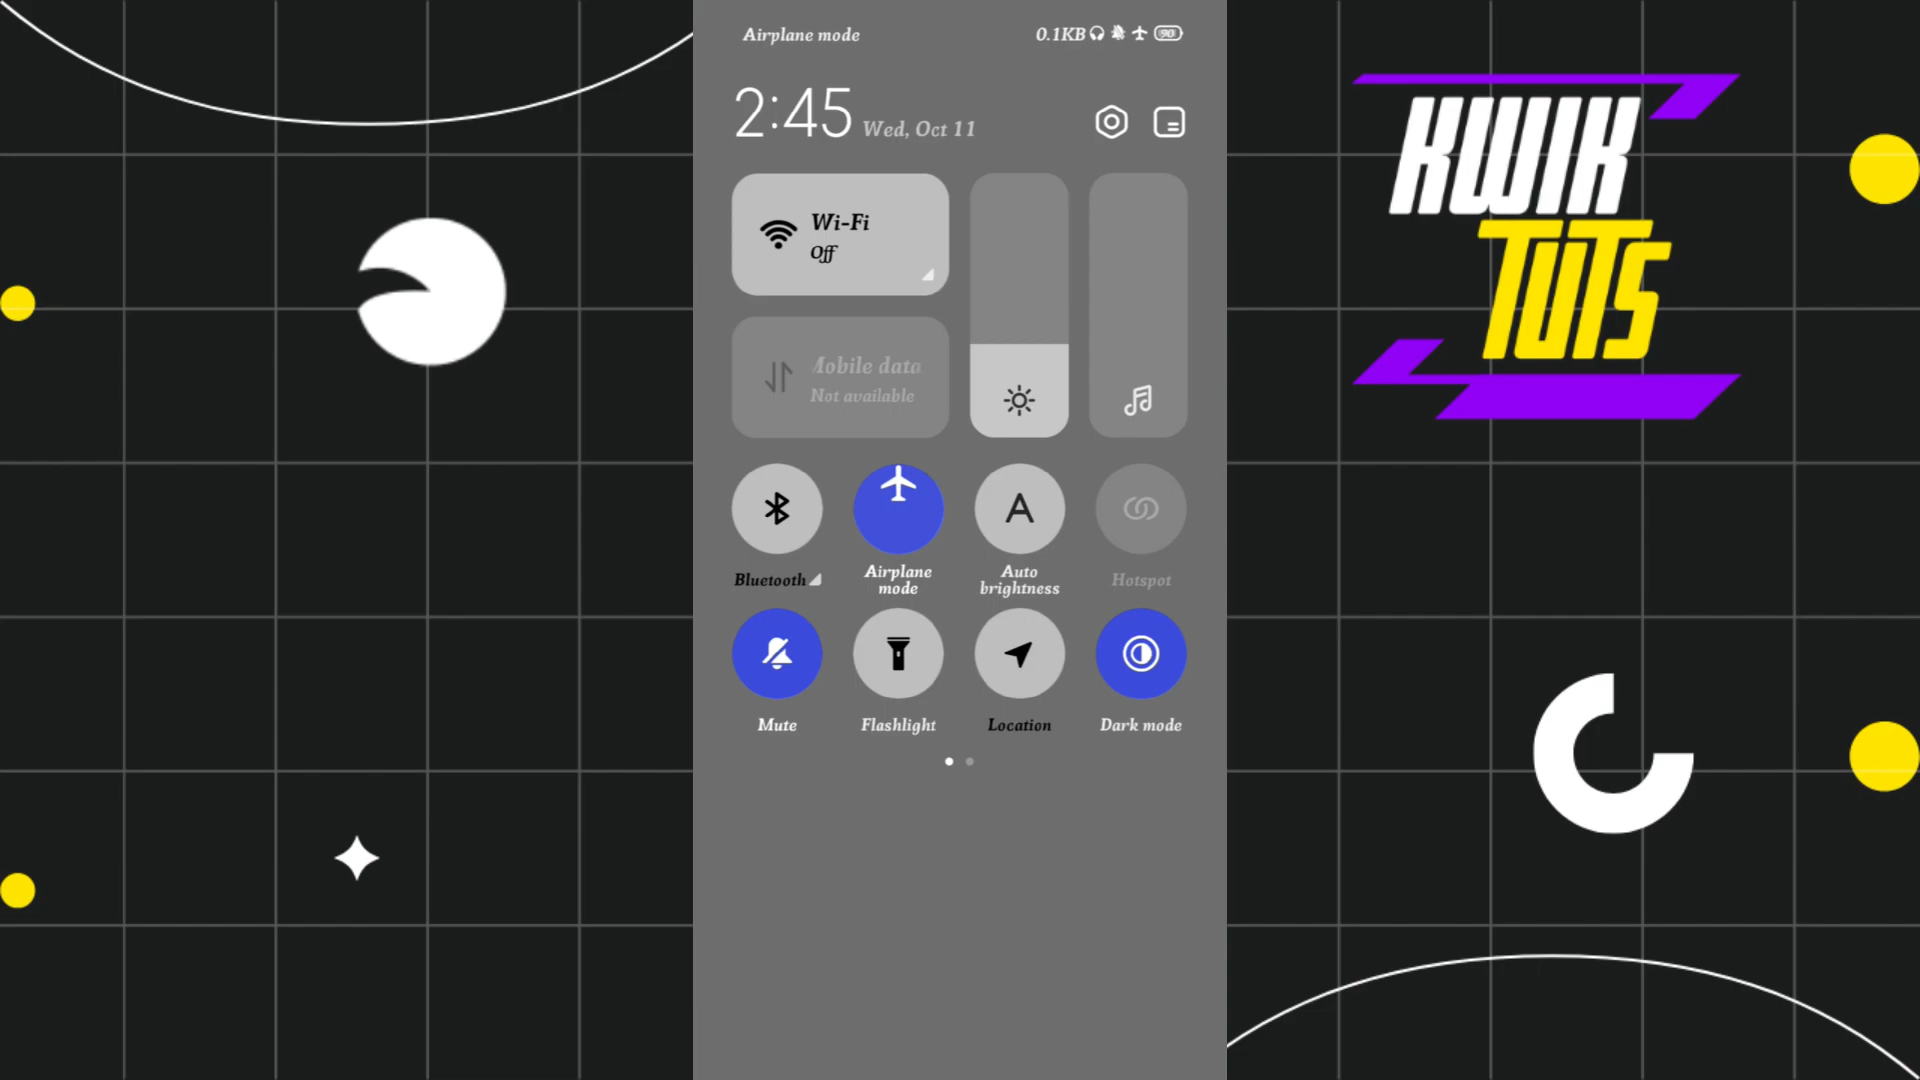 Airplane mode
0.1KB
90
2:45
Wed, Oct 11
Wi-Fi
Off
Mobile data
Not available
A
Bluetooth
Airplane
mode
Auto
brightness
Hotspot
Mute
Flashlight
Location
Dark mode
KWIK
TUTS